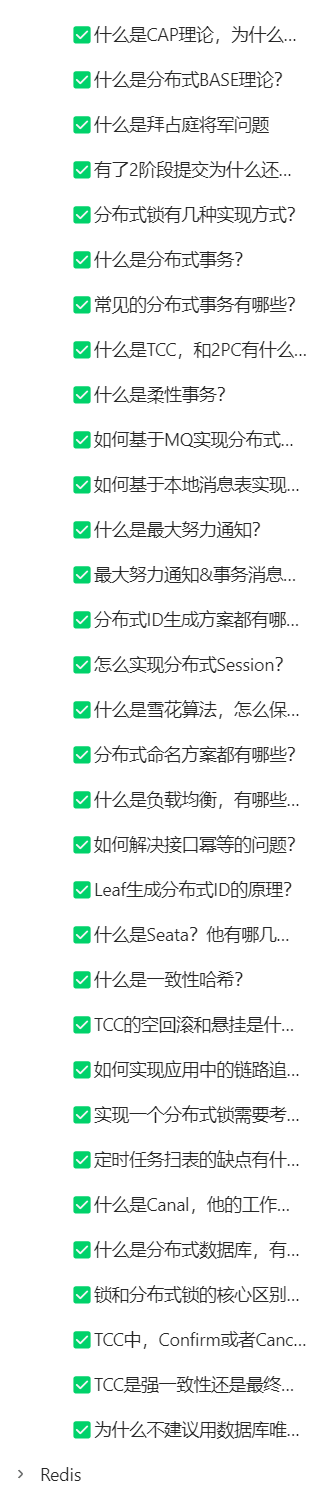 什么是CAP理论，为什么...
什么是分布式BASE理论？
什么是拜占庭将军问题
有了2阶段提交为什么还...
分布式锁有几种实现方式？
什么是分布式事务？
常见的分布式事务有哪些？
什么是TCC，和2PC有什么...
什么是柔性事务？
如何基于MQ实现分布式...
如何基于本地消息表实现...
什么是最大努力通知？
最大努力通知&事务消息...
分布式ID生成方案都有哪...
怎么实现分布式Session？
什么是雪花算法，怎么保...
分布式命名方案都有哪些？
什么是负载均衡，有哪些...
如何解决接口幂等的问题？
Leaf生成分布式ID的原理？
什么是Seata？他有哪几...
什么是一致性哈希？
TCC的空回滚和悬挂是什...
如何实现应用中的链路追...
实现一个分布式锁需要考...
定时任务扫表的缺点有什...
什么是Canal，他的工作...
什么是分布式数据库，有...
锁和分布式锁的核心区别...
TCC中，Confirm或者Canc...
TCC是强一致性还是最终...
为什么不建议用数据库唯...
Redis